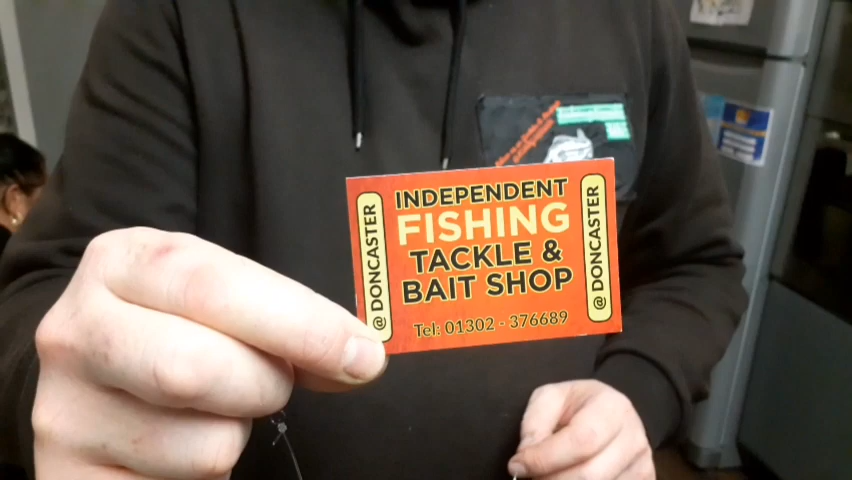 @ DONCASTER
INDEPENDENT
FISHING
TACKLE &
BAIT SHOP
Tel: 01302 - 376689
@ DONCASTER